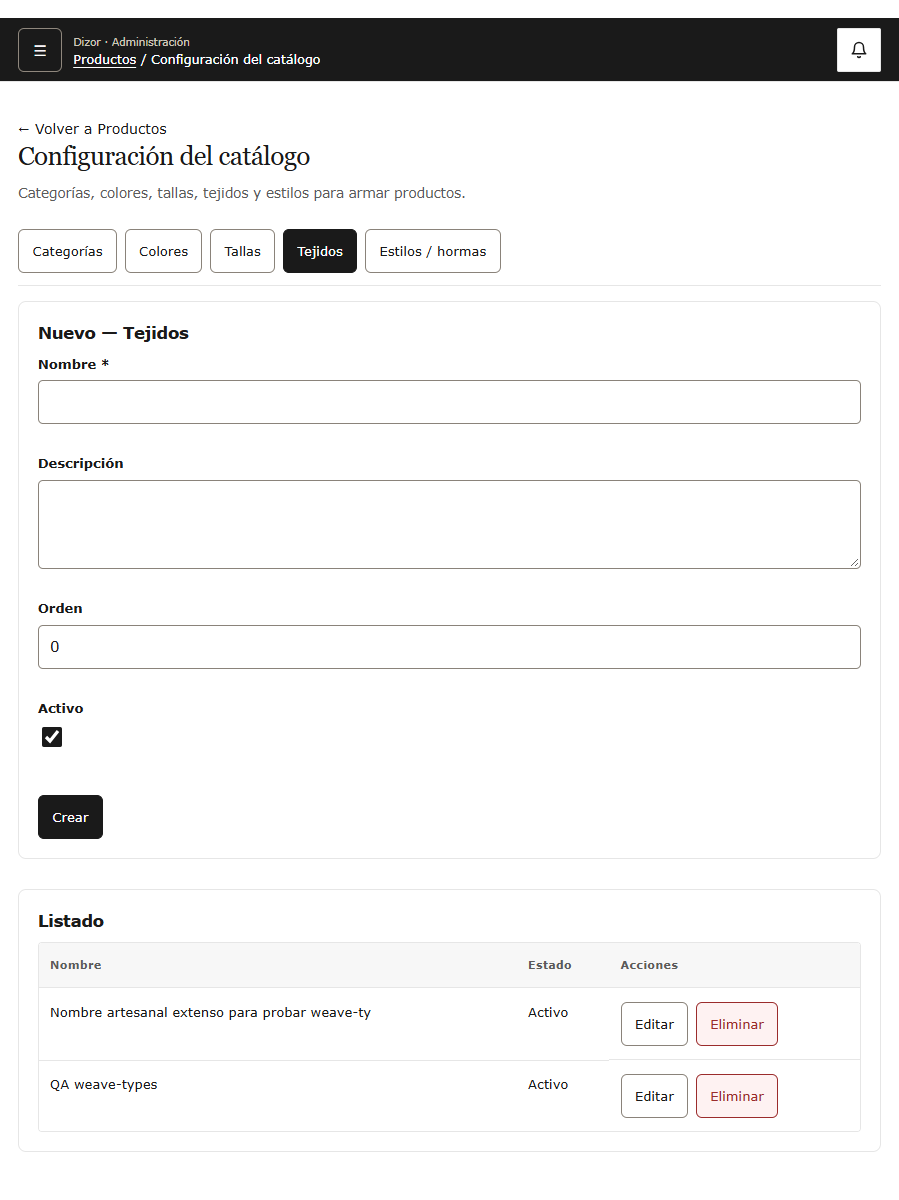 Dizor · Administración
Productos / Configuración del catálogo
← Volver a Productos
Configuración del catálogo
Categorías, colores, tallas, tejidos y estilos para armar productos.
Categorías Colores Tallas Tejidos Estilos / hormas
Nuevo — Tejidos
Nombre *
Descripción
Orden
0
Activo
Crear
Listado
Nombre Estado Acciones
Nombre artesanal extenso para probar weave-ty Activo Editar Eliminar
QA weave-types Activo Editar Eliminar